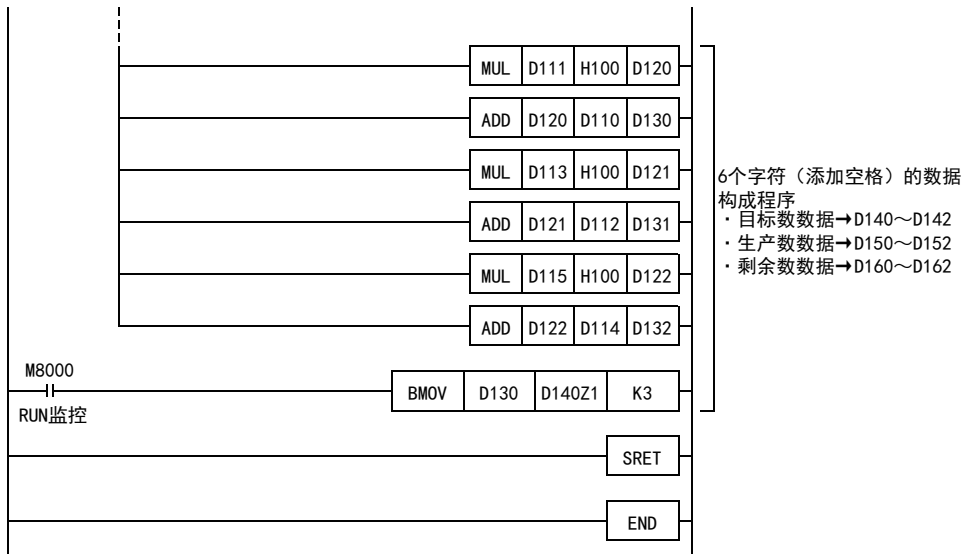 MUL D111 H100 D120
ADD D120 D110 D130
MUL D113 H100 D121
ADD D121 D112 D131
MUL D115 H100 D122
ADD D122 D114 D132
6个字符（添加空格）的数据
构成程序
·目标数数据→D140～D142
·生产数数据→D150～D152
·剩余数数据→D160～D162
M8000
BMOV D130 D140Z1 K3
RUN监控
SRET
END